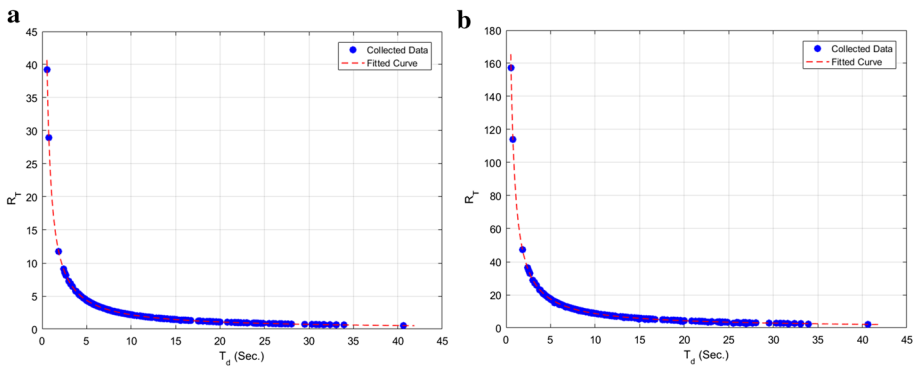 a
45
40
35
30
25
20
15
10
5
0
R_T
0 5 10 15 20 25 30 35 40 45
T_d (Sec.)
Collected Data
Fitted Curve
b
180
160
140
120
100
80
60
40
20
0
R_T
0 5 10 15 20 25 30 35 40 45
T_d (Sec.)
Collected Data
Fitted Curve